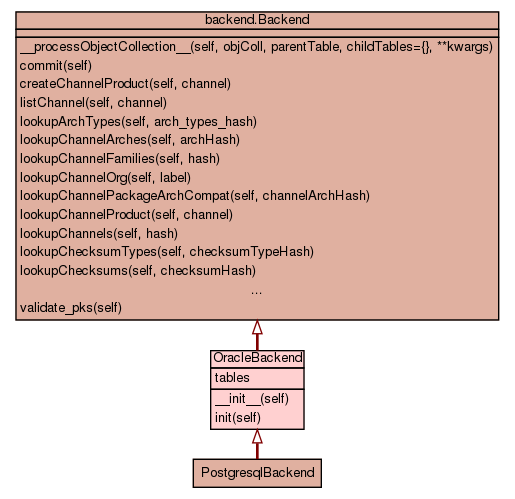 backend.Backend
__processObjectCollection__(self, objColl, parentTable, childTables={}, **kwargs)
commit(self)
createChannelProduct(self, channel)
listChannel(self, channel)
lookupArchTypes(self, arch_types_hash)
lookupChannelArches(self, archHash)
lookupChannelFamilies(self, hash)
lookupChannelOrg(self, label)
lookupChannelPackageArchCompat(self, channelArchHash)
lookupChannelProduct(self, channel)
lookupChannels(self, hash)
lookupChecksumTypes(self, checksumTypeHash)
lookupChecksums(self, checksumHash)
...
validate_pks(self)
OracleBackend
tables
__init__(self)
init(self)
PostgresqlBackend